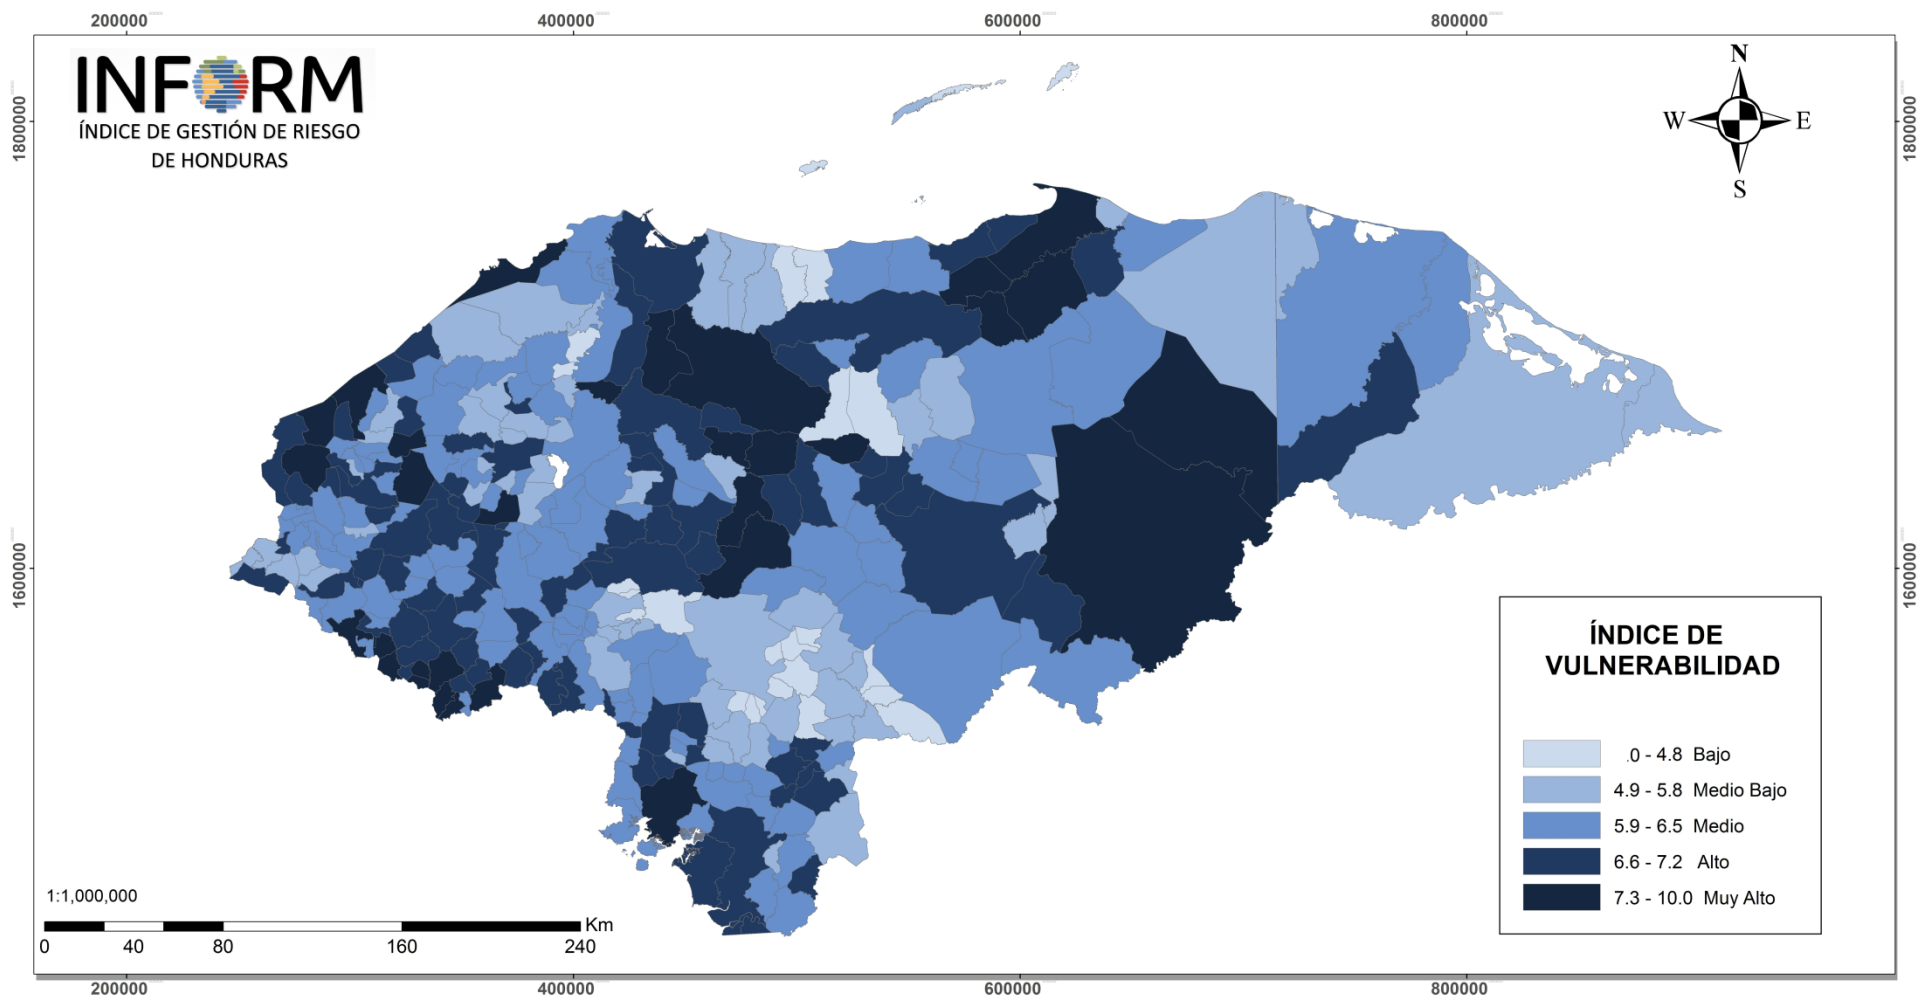 200000
400000
600000
800000
INFORM
ÍNDICE DE GESTIÓN DE RIESGO
DE HONDURAS
N
W
E
S
1800000
1800000
1600000
1600000
ÍNDICE DE
VULNERABILIDAD
.0 - 4.8 Bajo
4.9 - 5.8 Medio Bajo
5.9 - 6.5 Medio
6.6 - 7.2 Alto
7.3 - 10.0 Muy Alto
1:1,000,000
Km
0 40 80 160 240
200000
400000
600000
800000